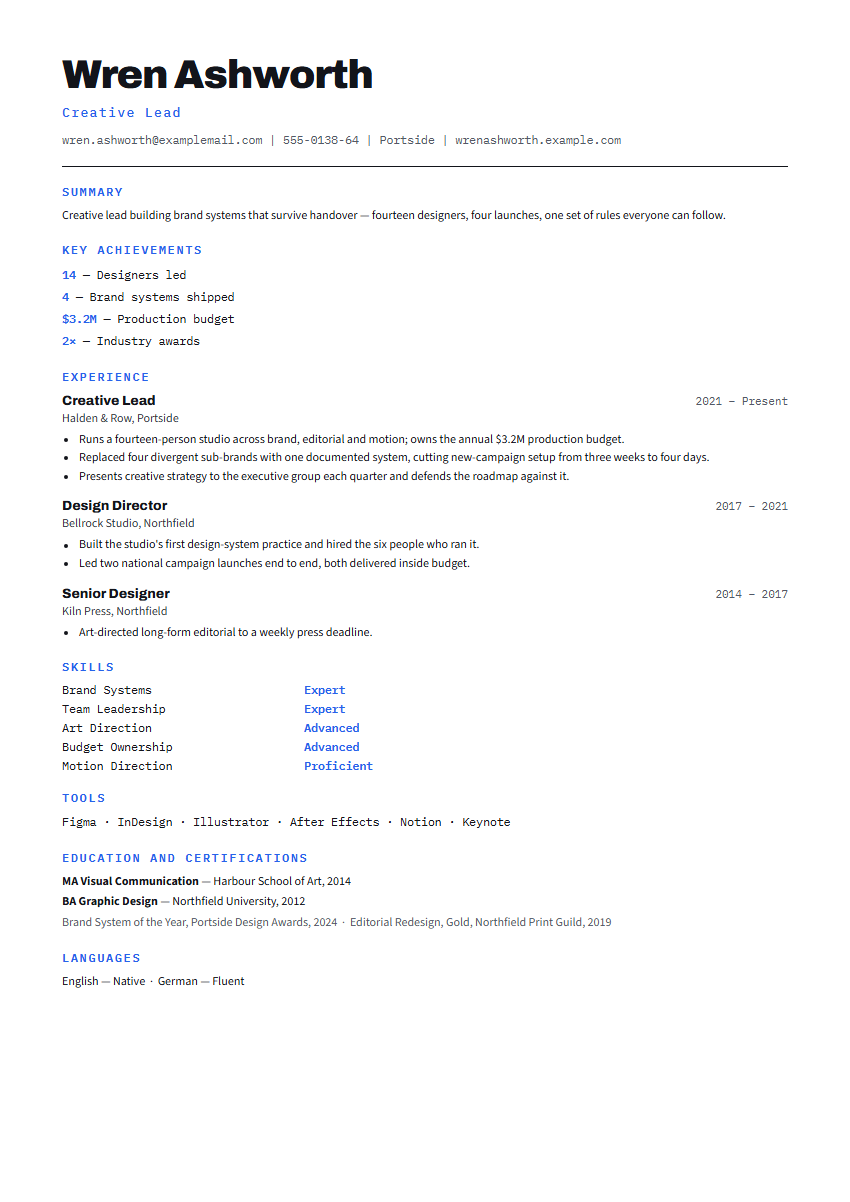 Wren Ashworth
Creative Lead
wren.ashworth@examplemail.com | 555-0138-64 | Portside | wrenashworth.example.com
SUMMARY
Creative lead building brand systems that survive handover — fourteen designers, four launches, one set of rules everyone can follow.
KEY ACHIEVEMENTS
14 — Designers led
4 — Brand systems shipped
$3.2M — Production budget
2× — Industry awards
EXPERIENCE
Creative Lead 2021 – Present
Halden & Row, Portside
• Runs a fourteen-person studio across brand, editorial and motion; owns the annual $3.2M production budget.
• Replaced four divergent sub-brands with one documented system, cutting new-campaign setup from three weeks to four days.
• Presents creative strategy to the executive group each quarter and defends the roadmap against it.
Design Director 2017 – 2021
Bellrock Studio, Northfield
• Built the studio's first design-system practice and hired the six people who ran it.
• Led two national campaign launches end to end, both delivered inside budget.
Senior Designer 2014 – 2017
Kiln Press, Northfield
• Art-directed long-form editorial to a weekly press deadline.
SKILLS
Brand Systems Expert
Team Leadership Expert
Art Direction Advanced
Budget Ownership Advanced
Motion Direction Proficient
TOOLS
Figma · InDesign · Illustrator · After Effects · Notion · Keynote
EDUCATION AND CERTIFICATIONS
MA Visual Communication — Harbour School of Art, 2014
BA Graphic Design — Northfield University, 2012
Brand System of the Year, Portside Design Awards, 2024 · Editorial Redesign, Gold, Northfield Print Guild, 2019
LANGUAGES
English — Native · German — Fluent